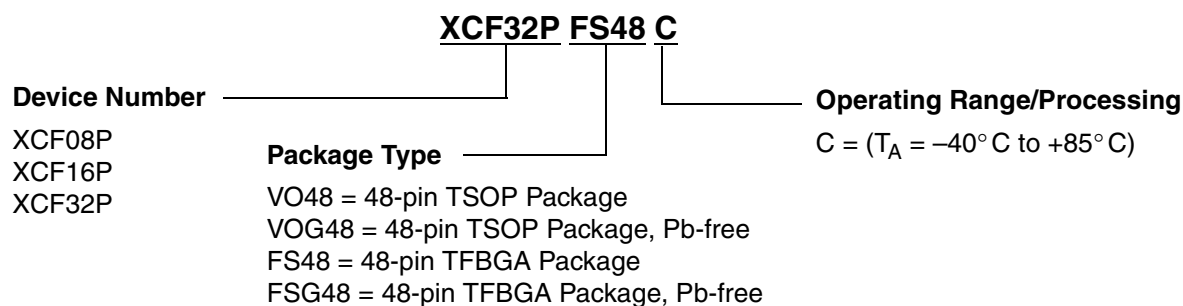 XCF32P FS48 C
Device Number
XCF08P
XCF16P
XCF32P
Package Type
VO48 = 48-pin TSOP Package
VOG48 = 48-pin TSOP Package, Pb-free
FS48 = 48-pin TFBGA Package
FSG48 = 48-pin TFBGA Package, Pb-free
Operating Range/Processing
C = (TA = –40° C to +85° C)